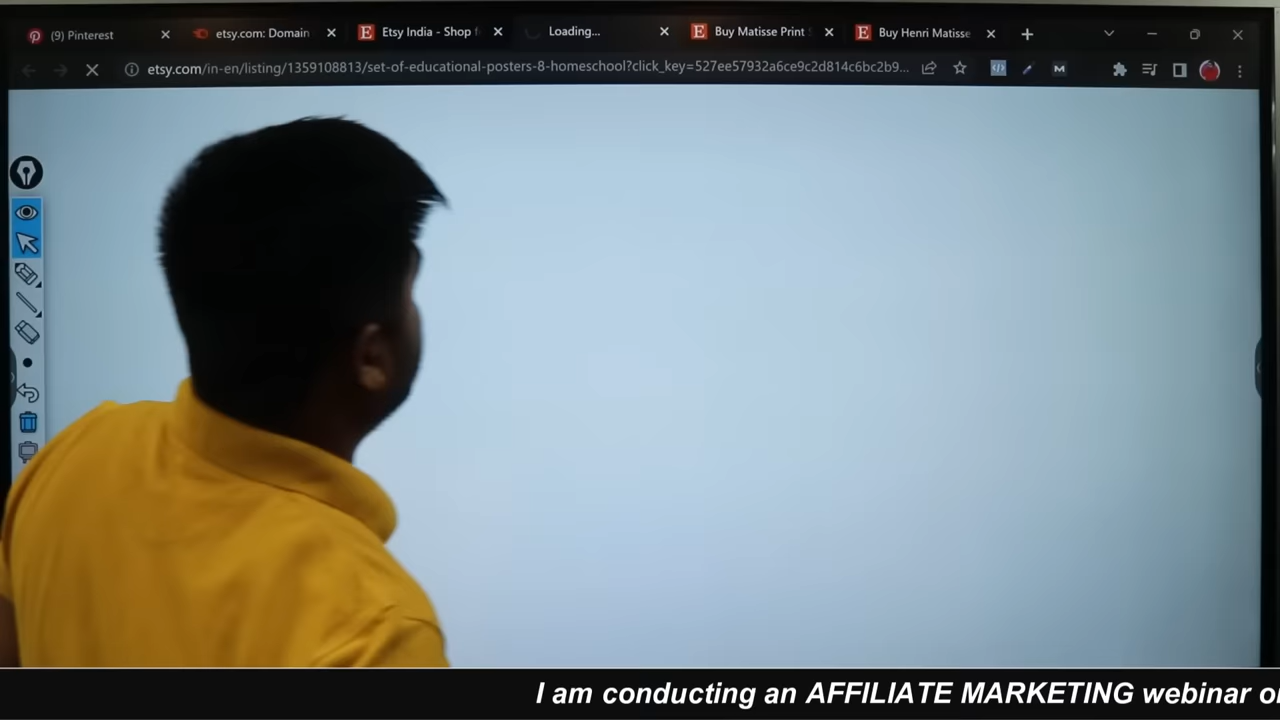 (9) Pinterest
etsy.com: Domain
Etsy India - Shop f
Loading...
Buy Matisse Print
Buy Henri Matisse
etsy.com/in-en/listing/1359108813/set-of-educational-posters-8-homeschool?click_key=527ee57932a6ce9c2d814c6bc2b9...
I am conducting an AFFILIATE MARKETING webinar o